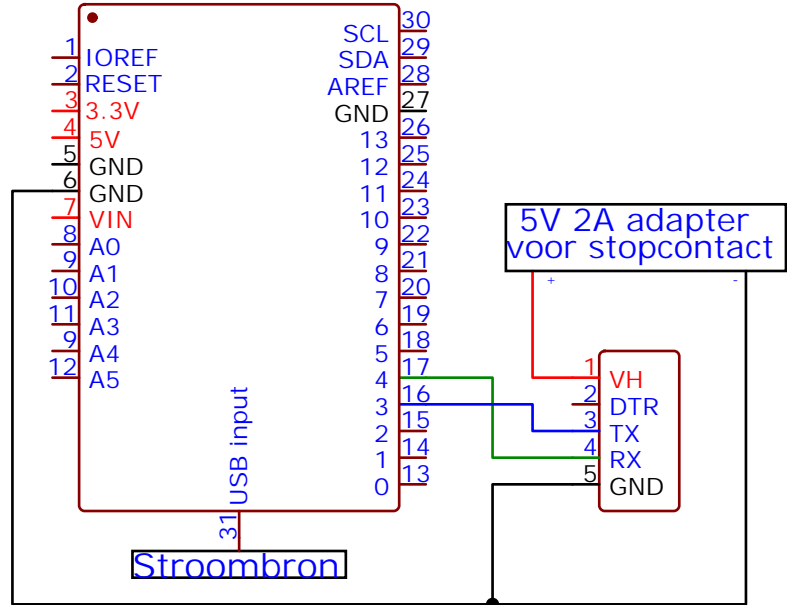 1 IOREF
2 RESET
3 3.3V
4 5V
5 GND
6 GND
7 VIN
8 A0
9 A1
10 A2
11 A3
9 A4
12 A5
SCL 30
SDA 29
AREF 28
GND 27
13 26
12 25
11 24
10 23
9 22
8 21
7 20
6 19
5 18
4 17
3 16
2 15
1 14
0 13
USB input
31
Stroombron
5V 2A adapter
voor stopcontact
+ -
1 VH
2 DTR
3 TX
4 RX
5 GND